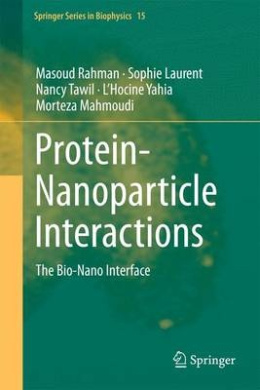 Springer Series in Biophysics 15
Masoud Rahman · Sophie Laurent
Nancy Tawil · L'Hocine Yahia
Morteza Mahmoudi
Protein-
Nanoparticle
Interactions
The Bio-Nano Interface
Springer